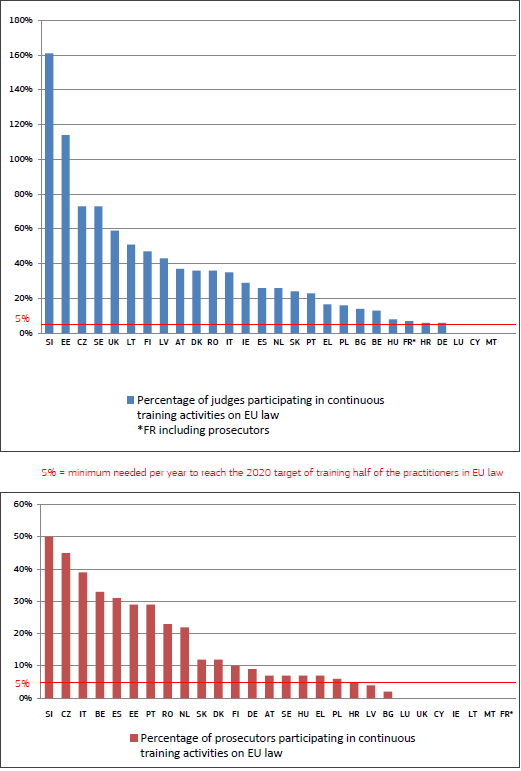 180%
160%
140%
120%
100%
80%
60%
40%
20%
5%
0%
SI EE CZ SE UK LT FI LV AT DK RO IT IE ES NL SK PT EL PL BG BE HU FR* HR DE LU CY MT
Percentage of judges participating in continuous
training activities on EU law
*FR including prosecutors
5% = minimum needed per year to reach the 2020 target of training half of the practitioners in EU law
60%
50%
40%
30%
20%
10%
5%
0%
SI CZ IT BE ES EE PT RO NL SK DK FI DE AT SE HU EL PL HR LV BG LU UK CY IE LT MT FR*
Percentage of prosecutors participating in continuous
training activities on EU law